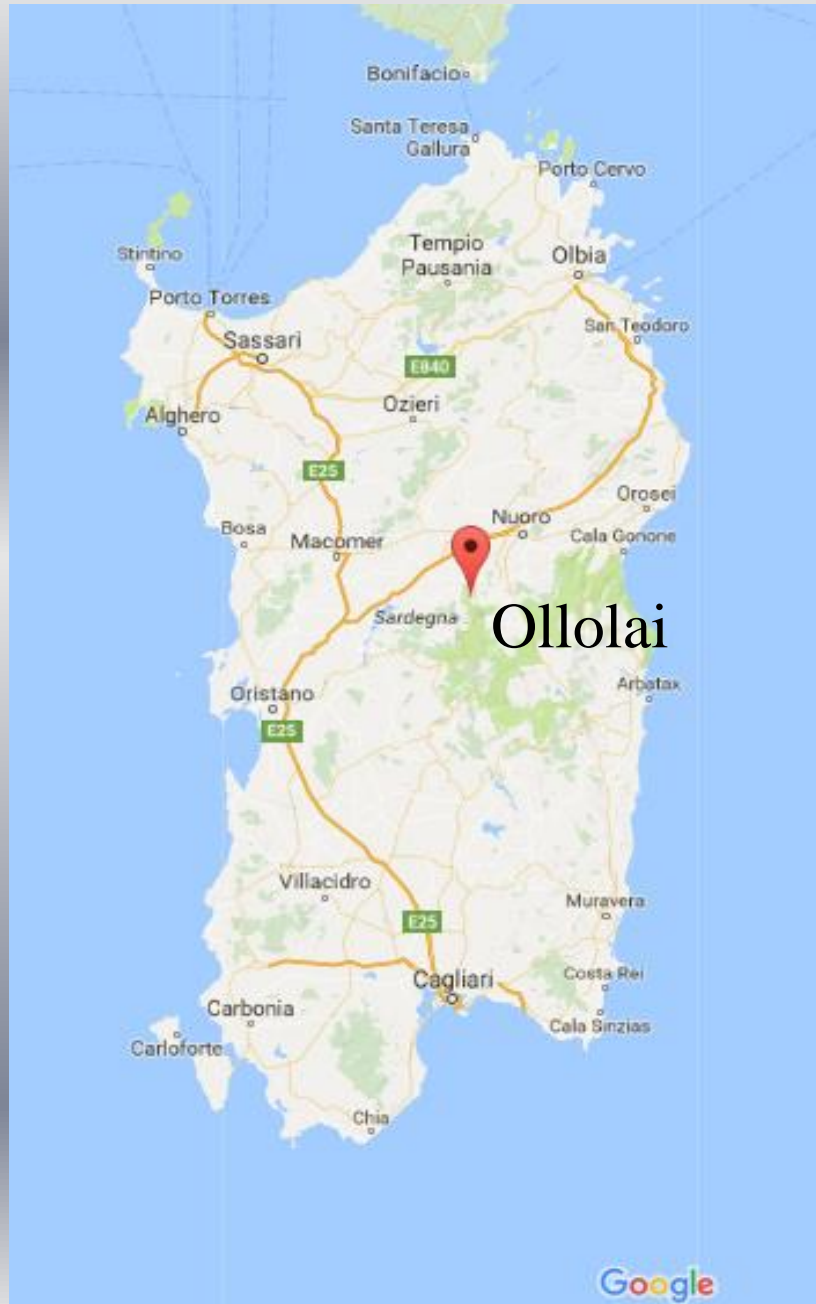 Bonifacio
Santa Teresa
Gallura
Porto Cervo
Stintino
Tempio
Pausania
Olbia
Porto Torres
San Teodoro
Sassari
E840
Ozieri
Alghero
E25
Orosei
Nuoro
Bosa
Macomer
Cala Gonone
Sardegna
Ollolai
Arbatax
Oristano
E25
Villacidro
Muravera
E25
Costa Rei
Cagliari
Carbonia
Cala Sinzias
Carloforte
Chia
Google